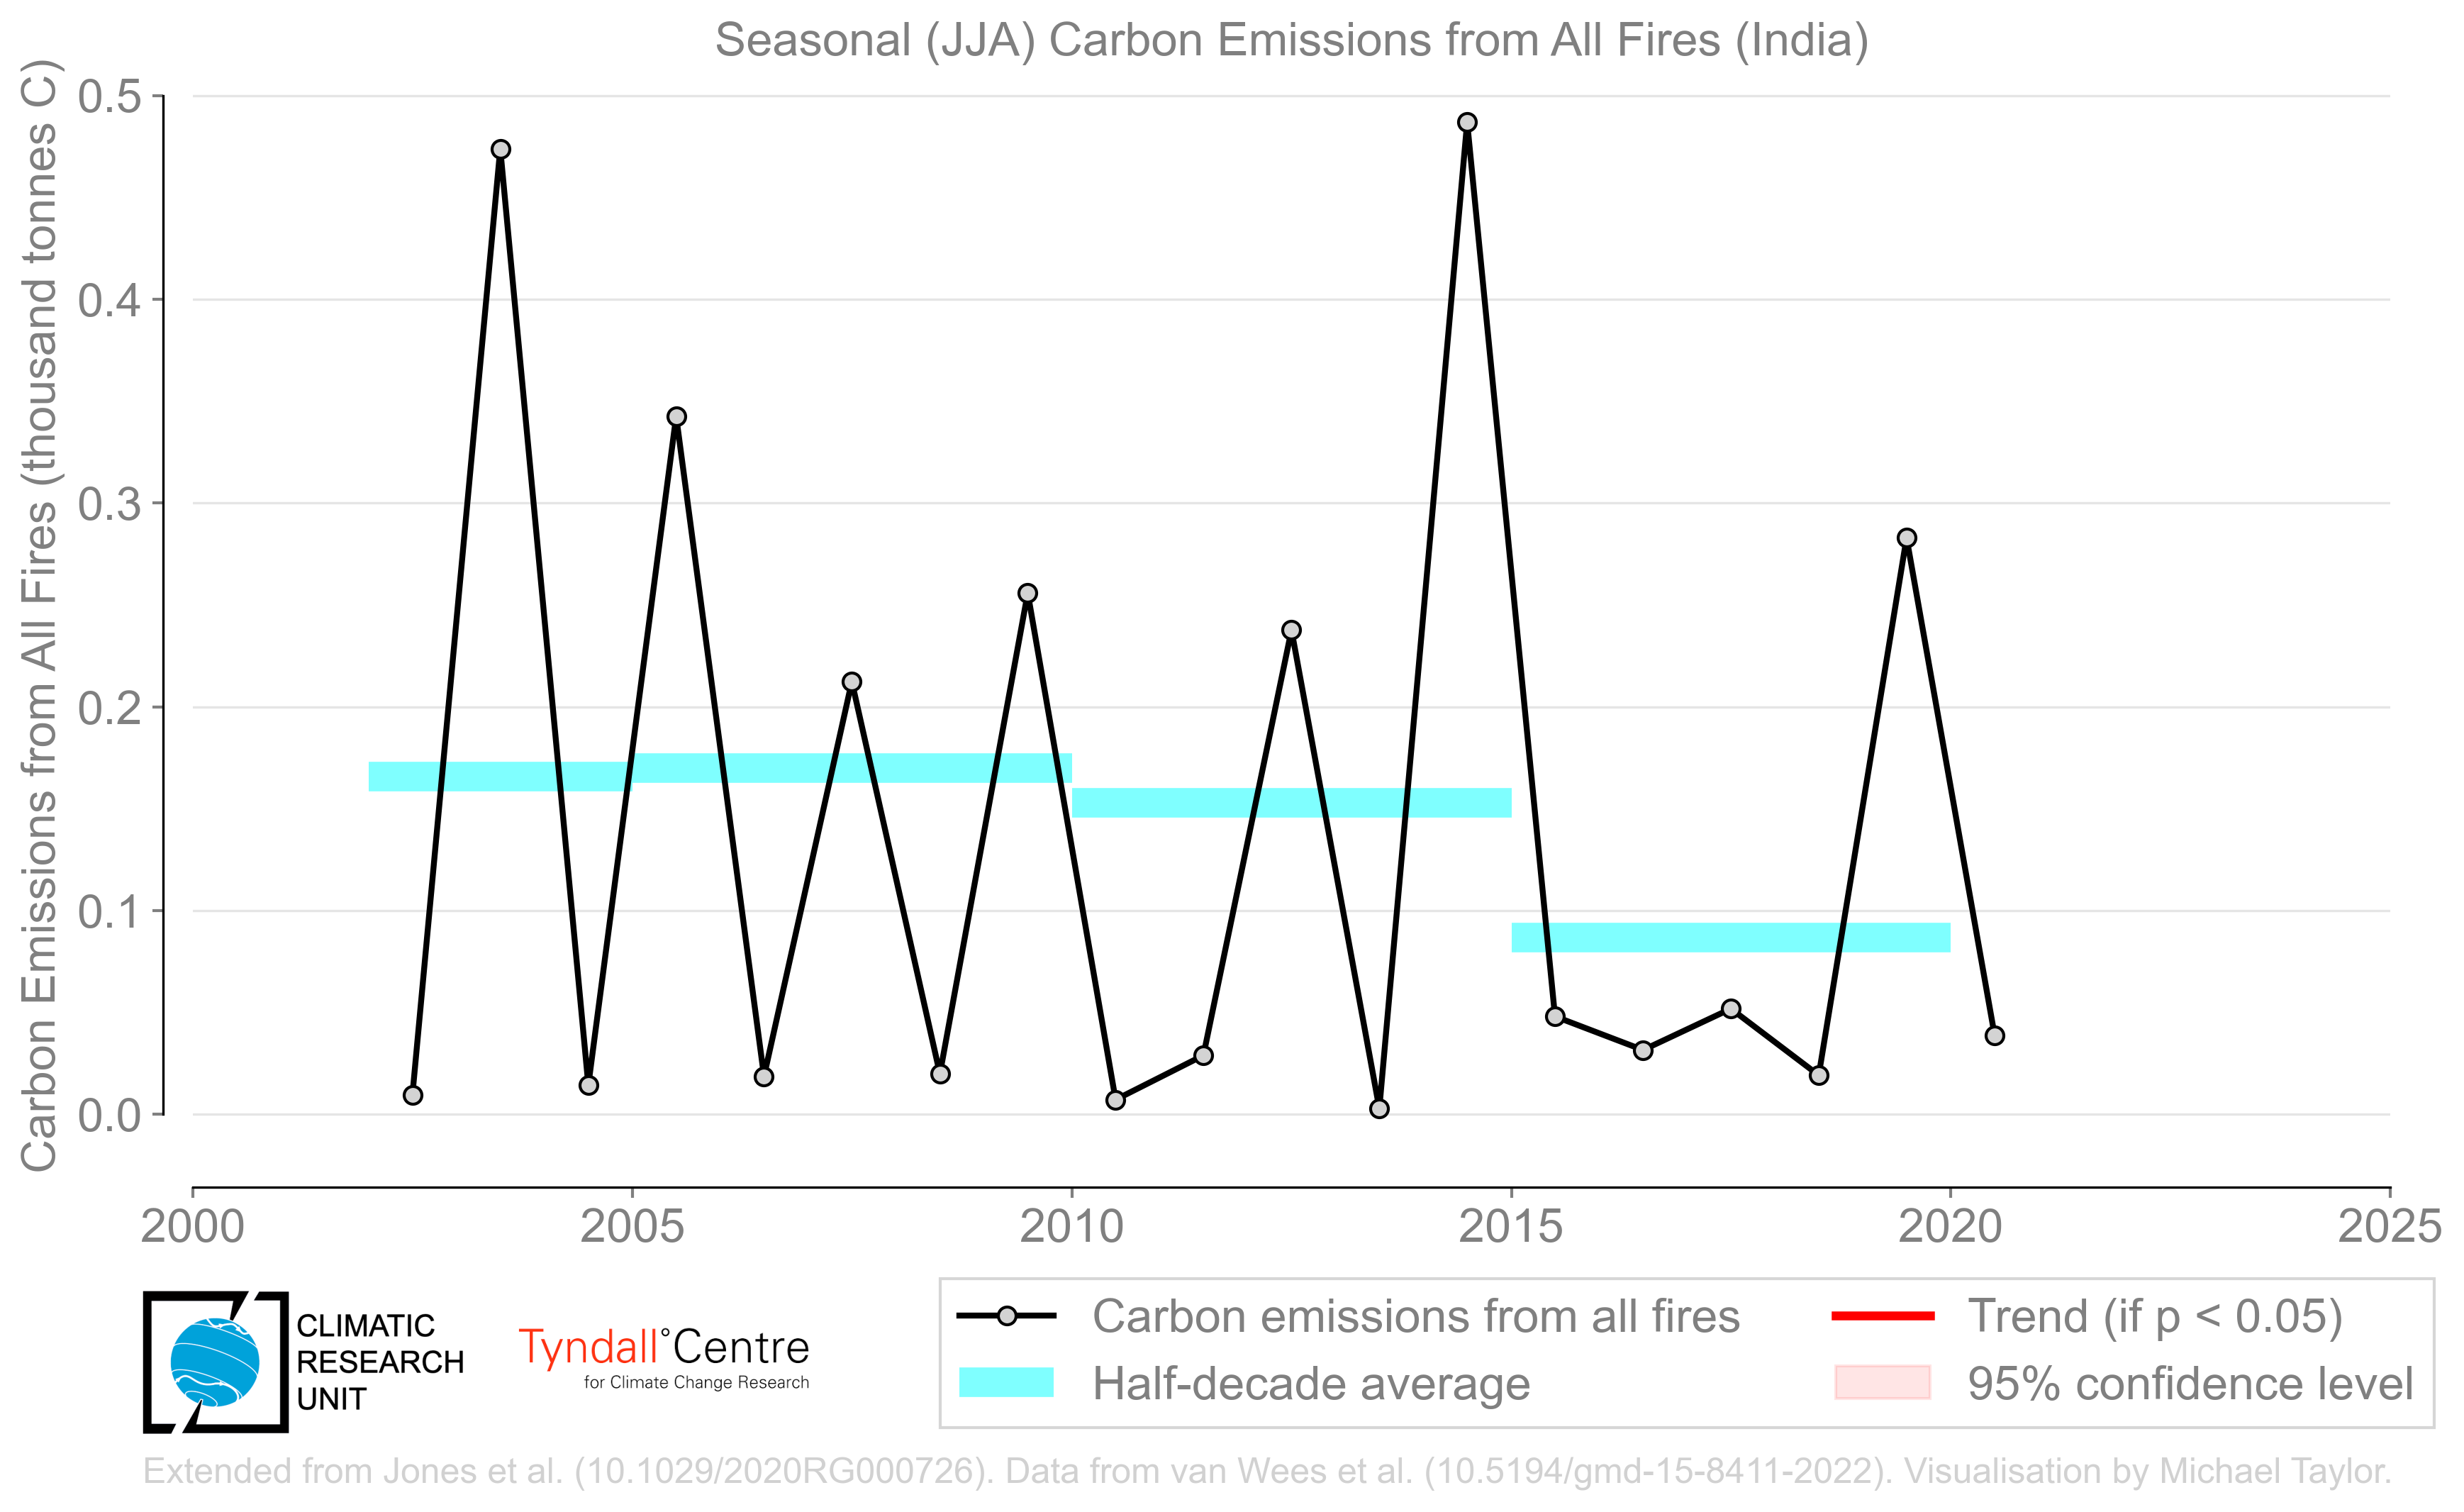 Seasonal (JJA) Carbon Emissions from All Fires (India)
Carbon Emissions from All Fires (thousand tonnes C)
0.5
0.4
0.3
0.2
0.1
0.0
2000 2005 2010 2015 2020 2025
CLIMATIC
RESEARCH
UNIT
Tyndall°Centre
for Climate Change Research
Carbon emissions from all fires
Half-decade average
Trend (if p < 0.05)
95% confidence level
Extended from Jones et al. (10.1029/2020RG000726). Data from van Wees et al. (10.5194/gmd-15-8411-2022). Visualisation by Michael Taylor.